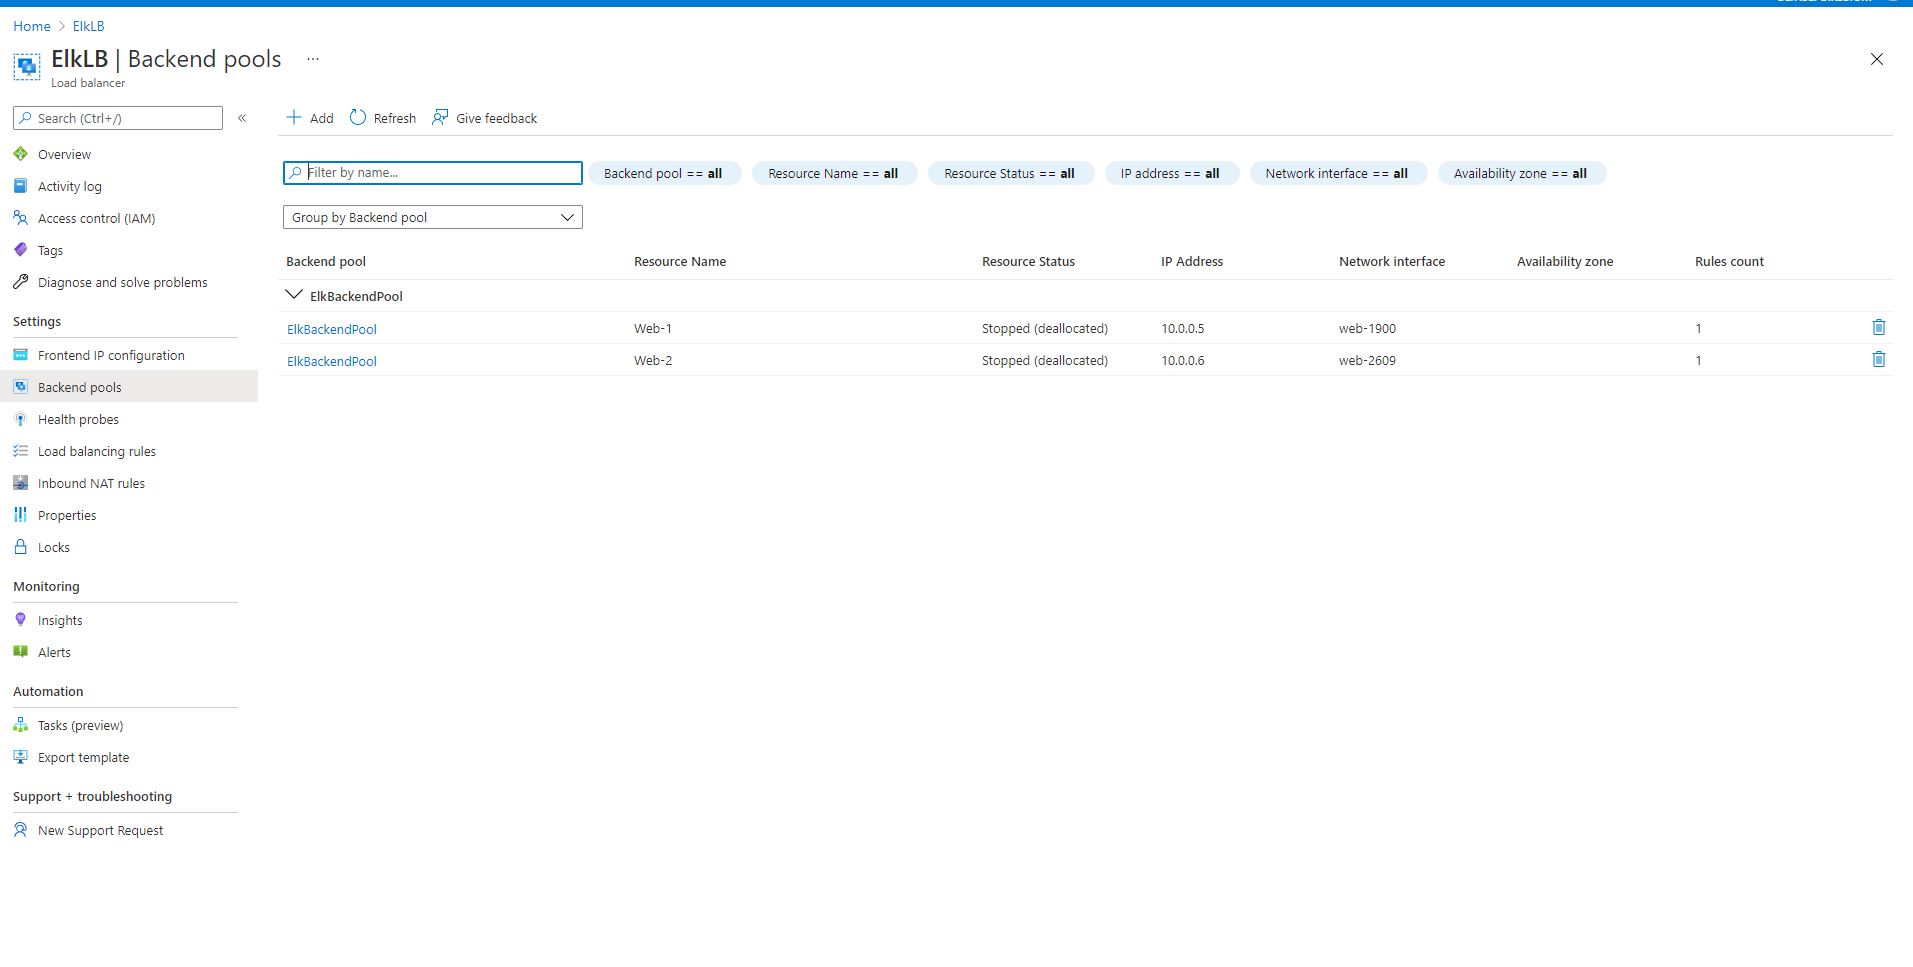 Home > ElkLB
ElkLB | Backend pools ...
Load balancer
Search (Ctrl+/) «
Add Refresh Give feedback
Overview
Activity log
Access control (IAM)
Tags
Diagnose and solve problems
Settings
Frontend IP configuration
Backend pools
Health probes
Load balancing rules
Inbound NAT rules
Properties
Locks
Monitoring
Insights
Alerts
Automation
Tasks (preview)
Export template
Support + troubleshooting
New Support Request
Filter by name... Backend pool == all Resource Name == all Resource Status == all IP address == all Network interface == all Availability zone == all
Group by Backend pool
Backend pool Resource Name Resource Status IP Address Network interface Availability zone Rules count
ElkBackendPool
ElkBackendPool Web-1 Stopped (deallocated) 10.0.0.5 web-1900 1
ElkBackendPool Web-2 Stopped (deallocated) 10.0.0.6 web-2609 1